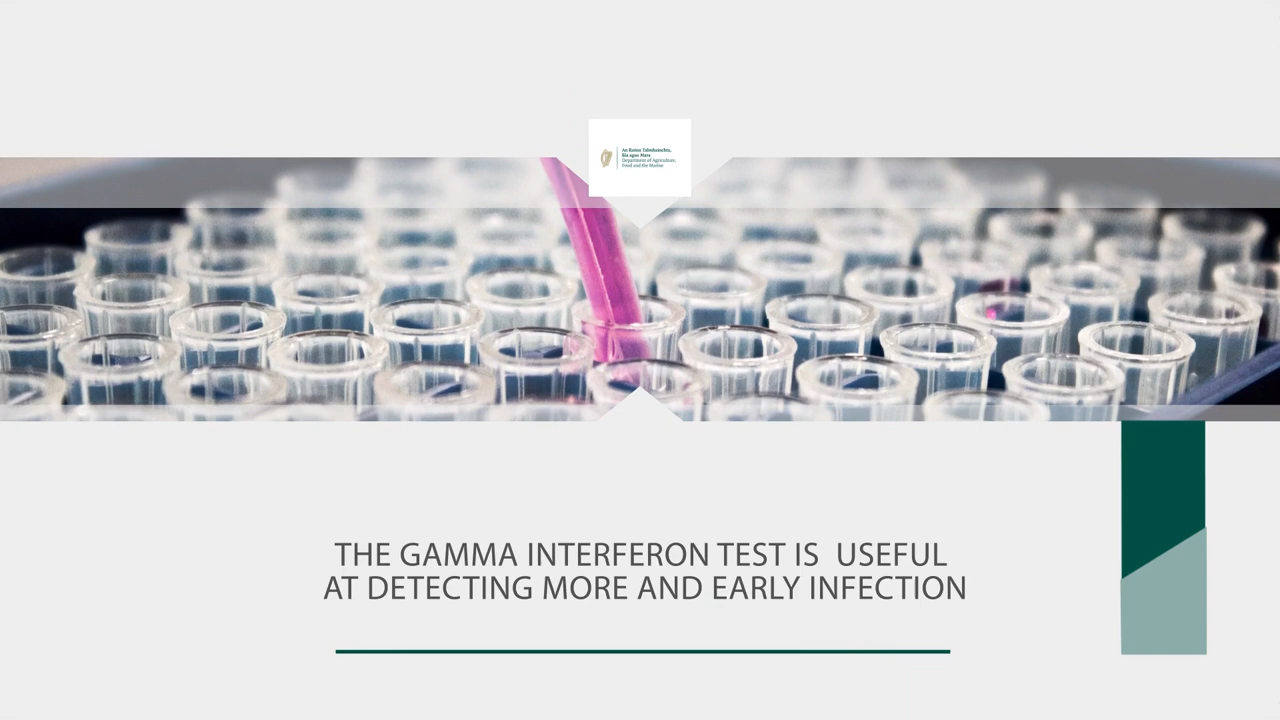 An Roinn Talmhaíochta,
Bia agus Mara
Department of Agriculture,
Food and the Marine
THE GAMMA INTERFERON TEST IS  USEFUL
AT DETECTING MORE AND EARLY INFECTION